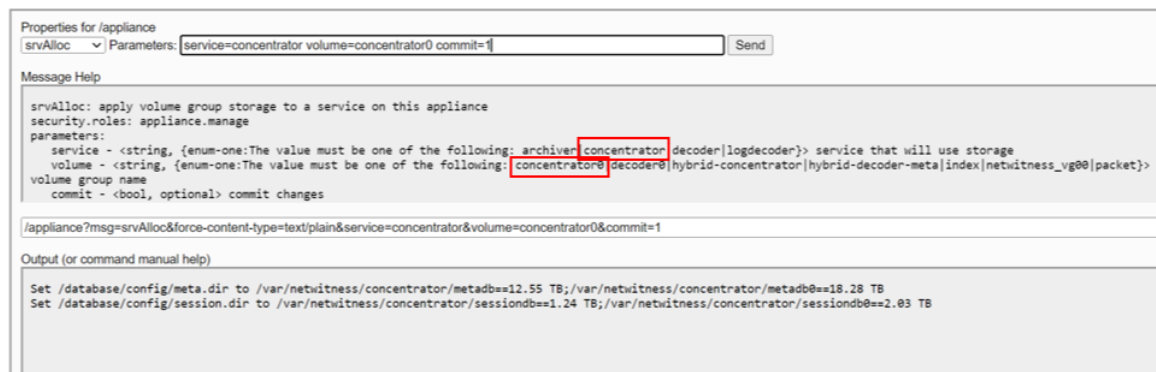 Properties for /appliance
srvAlloc Parameters: service=concentrator volume=concentrator0 commit=1 Send
Message Help
srvAlloc: apply volume group storage to a service on this appliance
security.roles: appliance.manage
parameters:
service - <string, {enum-one:The value must be one of the following: archiver|concentrator|decoder|logdecoder}> service that will use storage
volume - <string, {enum-one:The value must be one of the following: concentrator0|decoder0|hybrid-concentrator|hybrid-decoder-meta|index|netwitness_vg00|packet}>
volume group name
commit - <bool, optional> commit changes
/appliance?msg=srvAlloc&force-content-type=text/plain&service=concentrator&volume=concentrator0&commit=1
Output (or command manual help)
Set /database/config/meta.dir to /var/netwitness/concentrator/metadb==12.55 TB;/var/netwitness/concentrator/metadb0==18.28 TB
Set /database/config/session.dir to /var/netwitness/concentrator/sessiondb==1.24 TB;/var/netwitness/concentrator/sessiondb0==2.03 TB